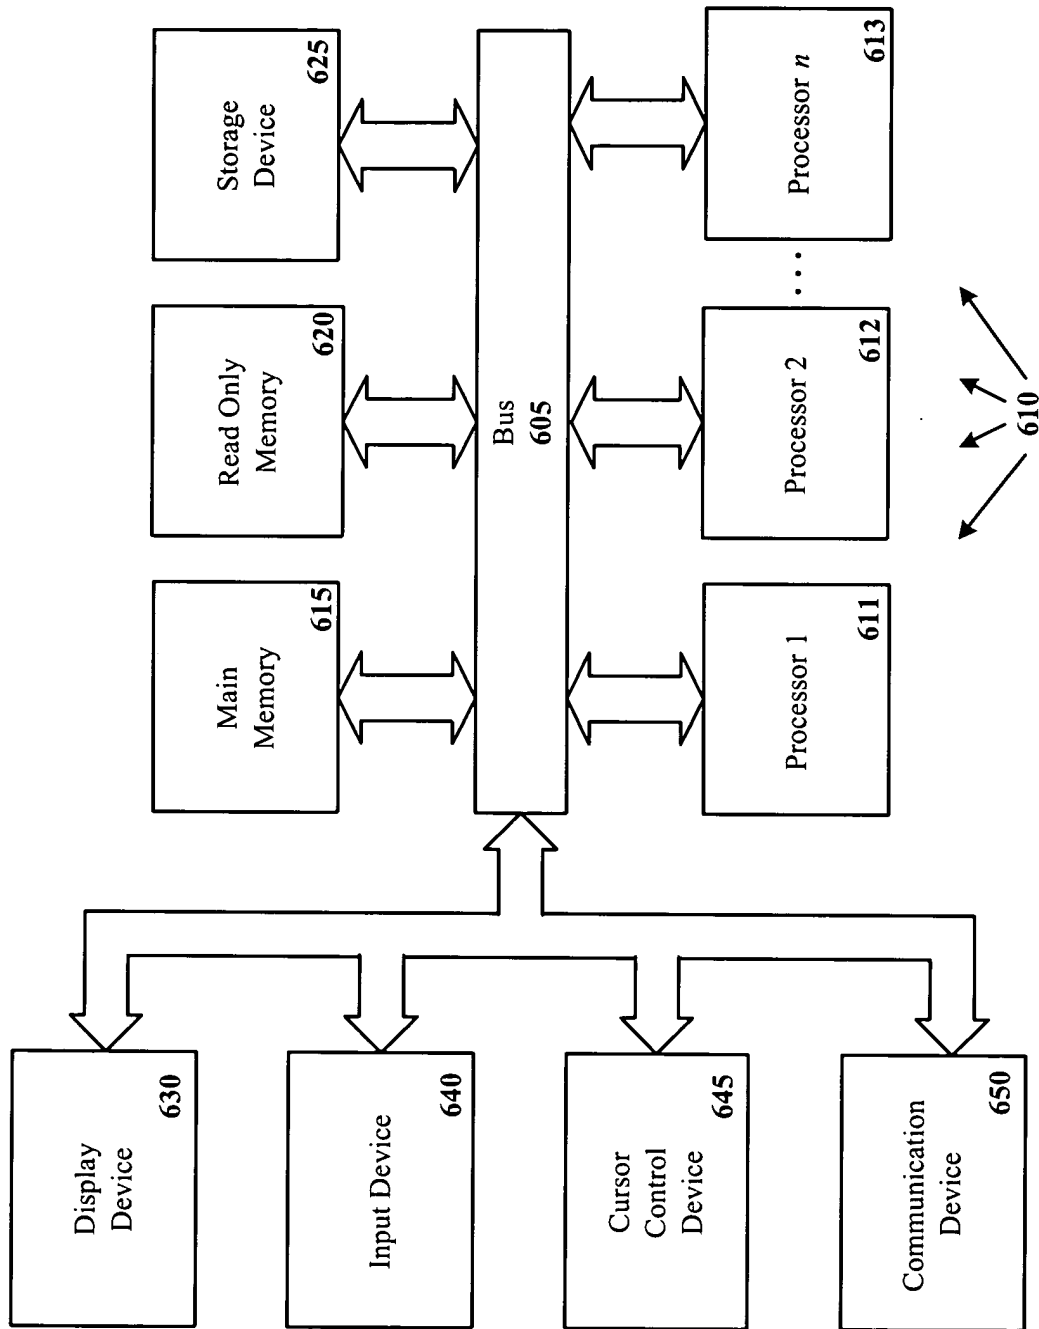 Storage
Device
625
Read Only
Memory
620
Main
Memory
615
Bus
605
Processor n
613
. . .
Processor 2
612
Processor 1
611
610
Display
Device
630
Input Device
640
Cursor
Control
Device
645
Communication
Device
650